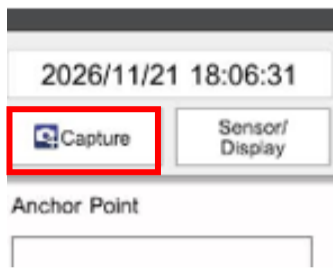 2026/11/21 18:06:31
Capture
Sensor/
Display
Anchor Point